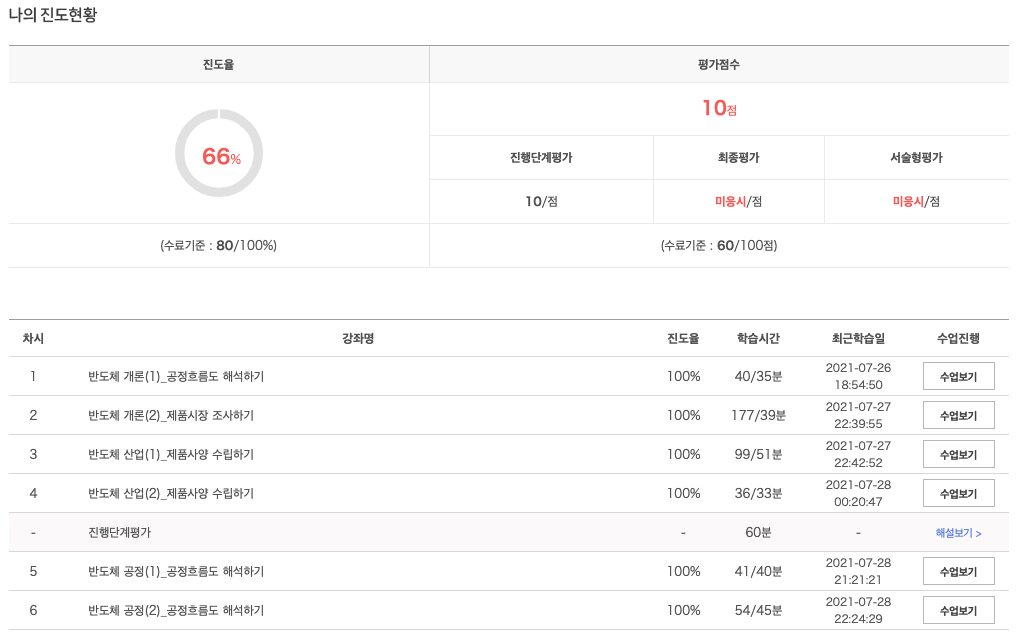 나의 진도현황
진도율 평가점수
66%
10점
진행단계평가 최종평가 서술형평가
10/점 미응시/점 미응시/점
(수료기준 : 80/100%) (수료기준 : 60/100점)
차시 강좌명 진도율 학습시간 최근학습일 수업진행
1 반도체 개론(1)_공정흐름도 해석하기 100% 40/35분 2021-07-26 18:54:50 수업보기
2 반도체 개론(2)_제품시장 조사하기 100% 177/39분 2021-07-27 22:39:55 수업보기
3 반도체 산업(1)_제품사양 수립하기 100% 99/51분 2021-07-27 22:42:52 수업보기
4 반도체 산업(2)_제품사양 수립하기 100% 36/33분 2021-07-28 00:20:47 수업보기
- 진행단계평가 - 60분 - 해설보기 >
5 반도체 공정(1)_공정흐름도 해석하기 100% 41/40분 2021-07-28 21:21:21 수업보기
6 반도체 공정(2)_공정흐름도 해석하기 100% 54/45분 2021-07-28 22:24:29 수업보기